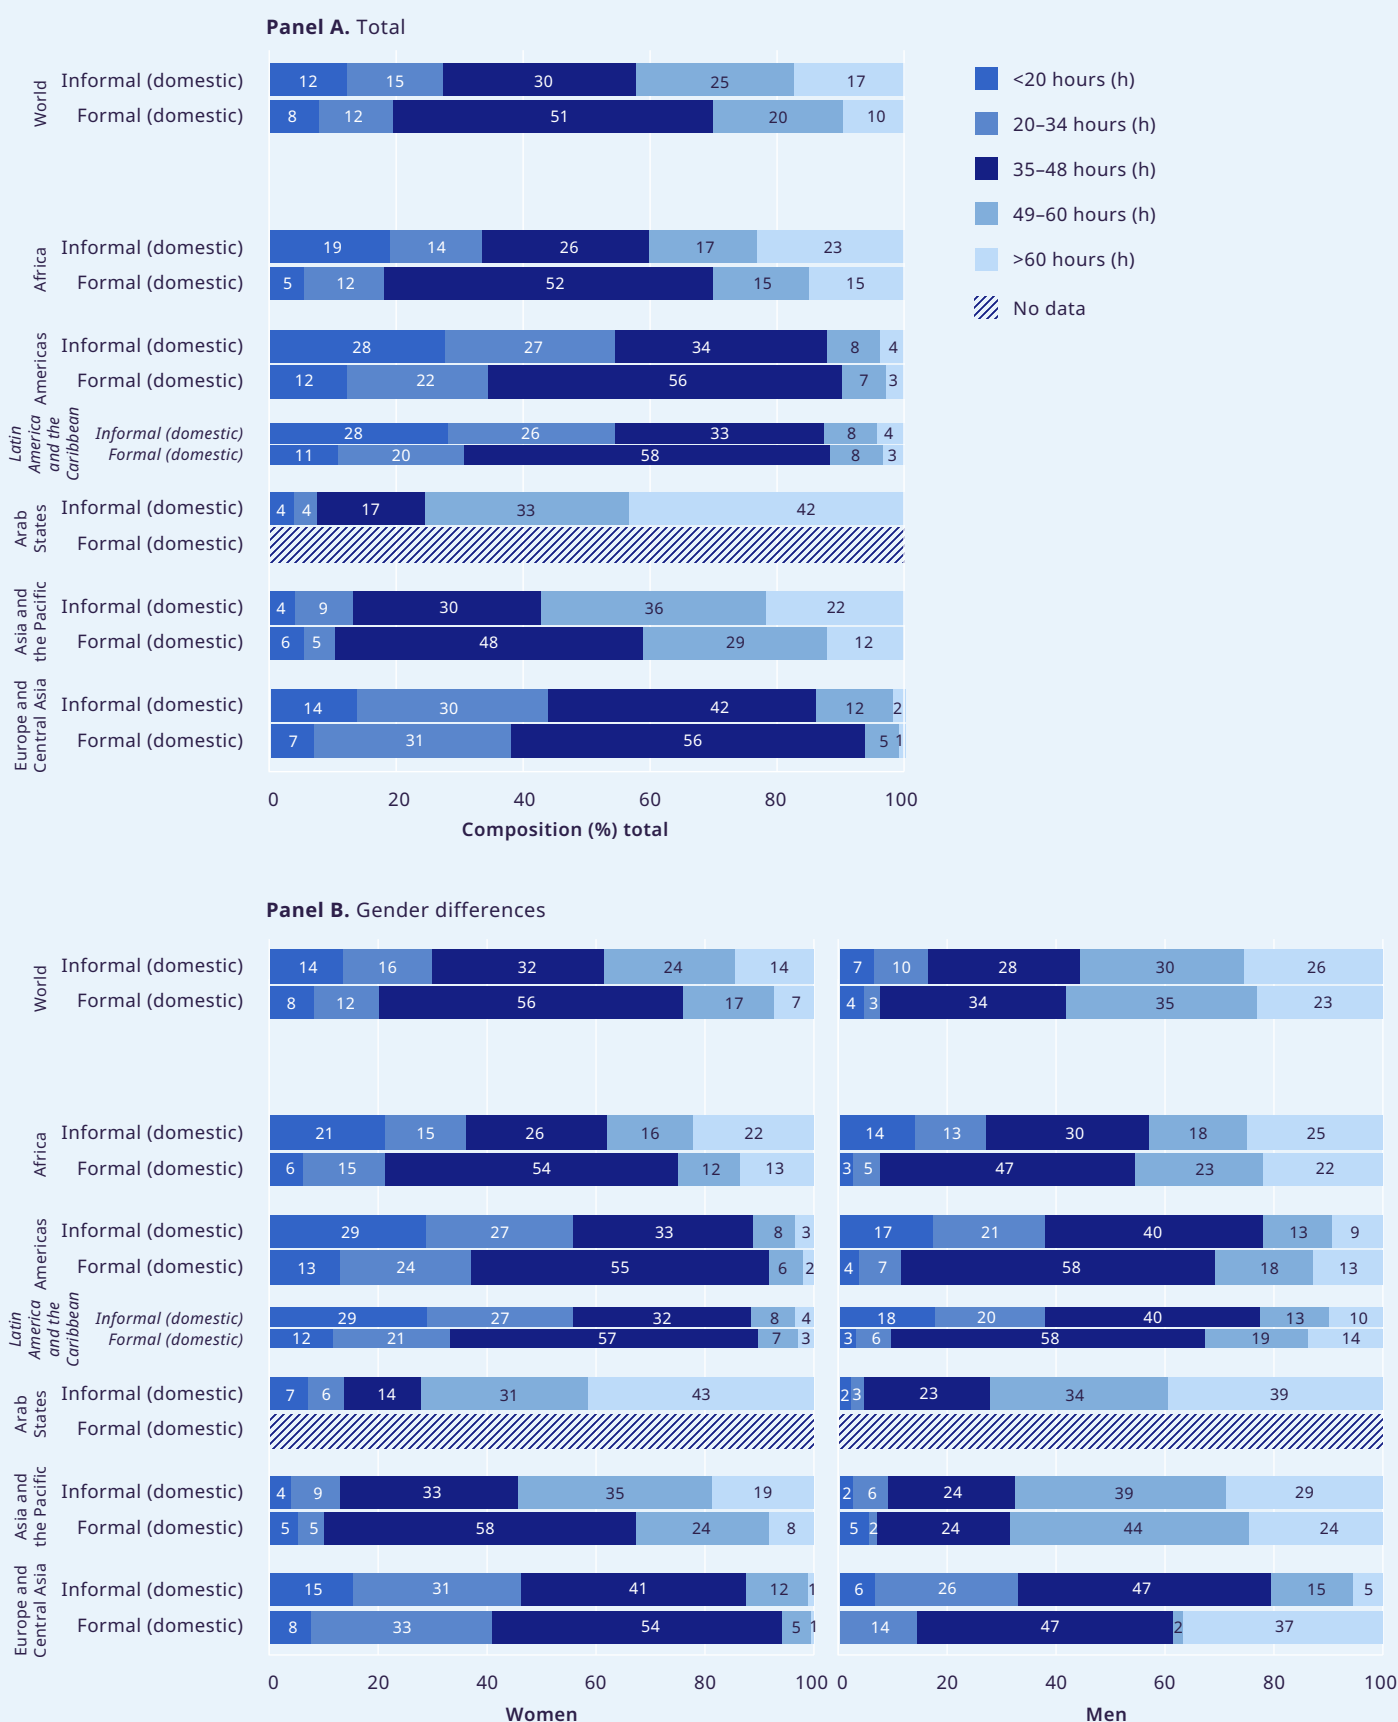 Panel A. Total
World
Informal (domestic) 12 15 30 25 17
Formal (domestic) 8 12 51 20 10
<20 hours (h)
20–34 hours (h)
35–48 hours (h)
49–60 hours (h)
>60 hours (h)
No data
Africa
Informal (domestic) 19 14 26 17 23
Formal (domestic) 5 12 52 15 15
Americas
Informal (domestic) 28 27 34 8 4
Formal (domestic) 12 22 56 7 3
Latin
America
and the
Caribbean
Informal (domestic) 28 26 33 8 4
Formal (domestic) 11 20 58 8 3
Arab
States
Informal (domestic) 4 4 17 33 42
Formal (domestic)
Asia and
the Pacific
Informal (domestic) 4 9 30 36 22
Formal (domestic) 6 5 48 29 12
Europe and
Central Asia
Informal (domestic) 14 30 42 12 2
Formal (domestic) 7 31 56 5 1
0 20 40 60 80 100
Composition (%) total
Panel B. Gender differences
World
Informal (domestic) 14 16 32 24 14 7 10 28 30 26
Formal (domestic) 8 12 56 17 7 4 3 34 35 23
Africa
Informal (domestic) 21 15 26 16 22 14 13 30 18 25
Formal (domestic) 6 15 54 12 13 3 5 47 23 22
Americas
Informal (domestic) 29 27 33 8 3 17 21 40 13 9
Formal (domestic) 13 24 55 6 2 4 7 58 18 13
Latin
America
and the
Caribbean
Informal (domestic) 29 27 32 8 4 18 20 40 13 10
Formal (domestic) 12 21 57 7 3 3 6 58 19 14
Arab
States
Informal (domestic) 7 6 14 31 43 2 3 23 34 39
Formal (domestic)
Asia and
the Pacific
Informal (domestic) 4 9 33 35 19 2 6 24 39 29
Formal (domestic) 5 5 58 24 8 5 2 24 44 24
Europe and
Central Asia
Informal (domestic) 15 31 41 12 1 6 26 47 15 5
Formal (domestic) 8 33 54 5 1 14 47 2 37
0 20 40 60 80 100 0 20 40 60 80 100
Women Men